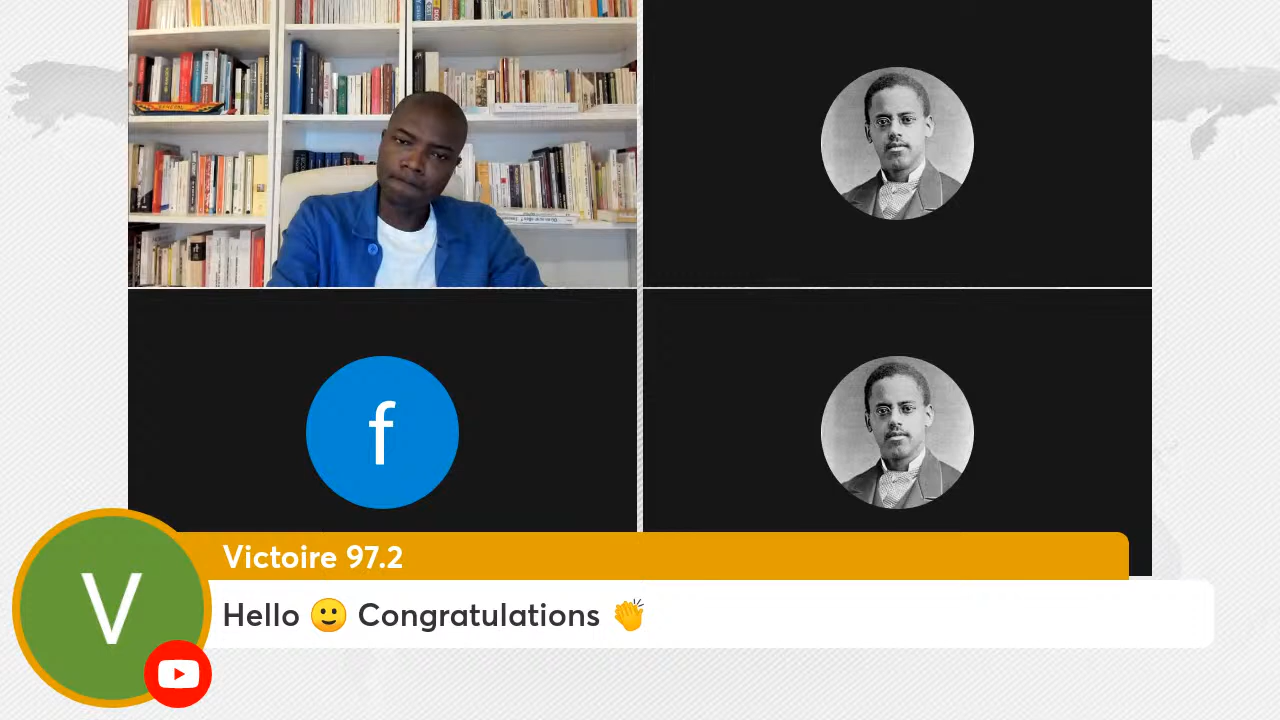 f
V
Victoire 97.2
Hello 🙂 Congratulations 👏